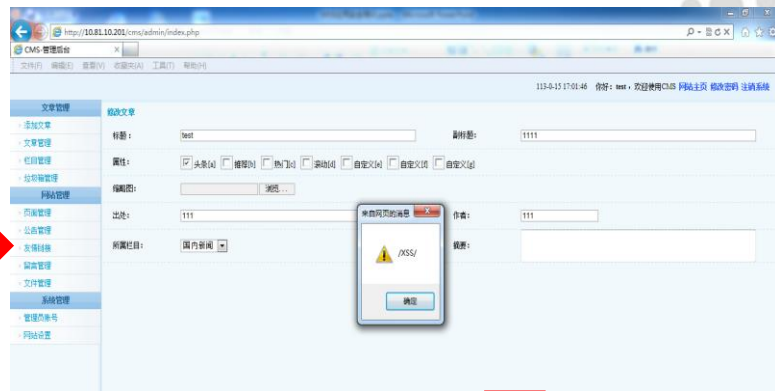 http://10.81.10.201/cms/admin/index.php
CMS-管理后台
文件(F) 编辑(E) 查看(V) 收藏夹(A) 工具(T) 帮助(H)
113-0-15 17:01:46 你好：test，欢迎使用CMS 网站主页 修改密码 注销系统
文章管理
添加文章
文章管理
栏目管理
垃圾箱管理
网站管理
页面管理
公告管理
友情链接
留言管理
文件管理
系统管理
管理员帐号
网站设置
修改文章
标题： test 副标题： 1111
属性： 头条[a] 推荐[b] 热门[c] 滚动[d] 自定义[e] 自定义[f] 自定义[g]
缩略图： 浏览...
出处： 111 作者： 111
所属栏目： 国内新闻 摘要：
来自网页的消息
/XSS/
确定